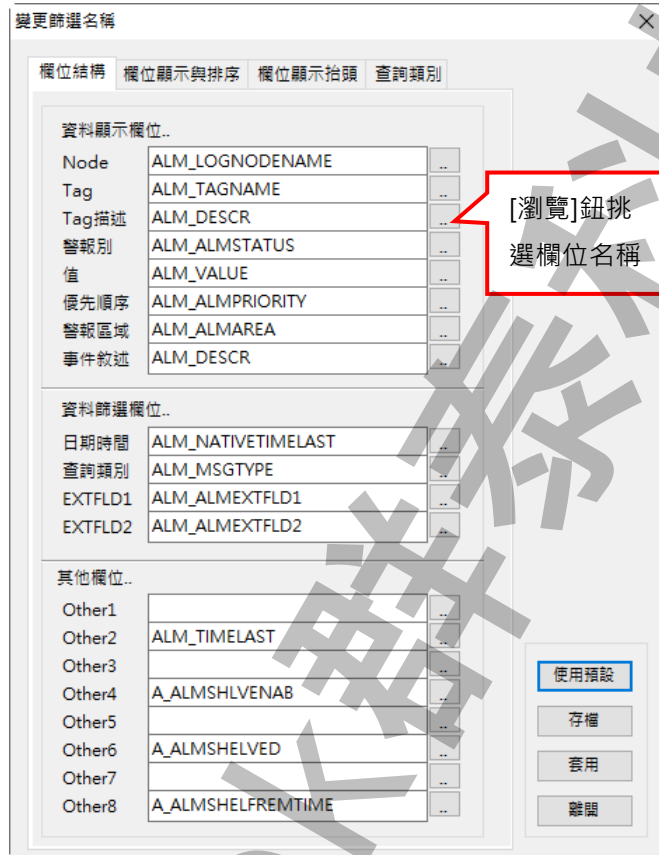 變更篩選名稱
欄位結構 欄位顯示與排序 欄位顯示抬頭 查詢類別
資料顯示欄位..
Node ALM_LOGNODENAME ..
Tag ALM_TAGNAME ..
Tag描述 ALM_DESCR ..
警報別 ALM_ALMSTATUS ..
值 ALM_VALUE ..
優先順序 ALM_ALMPRIORITY ..
警報區域 ALM_ALMAREA ..
事件敘述 ALM_DESCR ..
[瀏覽]鈕挑
選欄位名稱
資料篩選欄位..
日期時間 ALM_NATIVETIMELAST ..
查詢類別 ALM_MSGTYPE ..
EXTFLD1 ALM_ALMEXTFLD1 ..
EXTFLD2 ALM_ALMEXTFLD2 ..
其他欄位..
Other1 ..
Other2 ALM_TIMELAST ..
Other3 ..
Other4 A_ALMSHLVENAB ..
Other5 ..
Other6 A_ALMSHELVED ..
Other7 ..
Other8 A_ALMSHELFREMTIME ..
使用預設
存檔
套用
離開